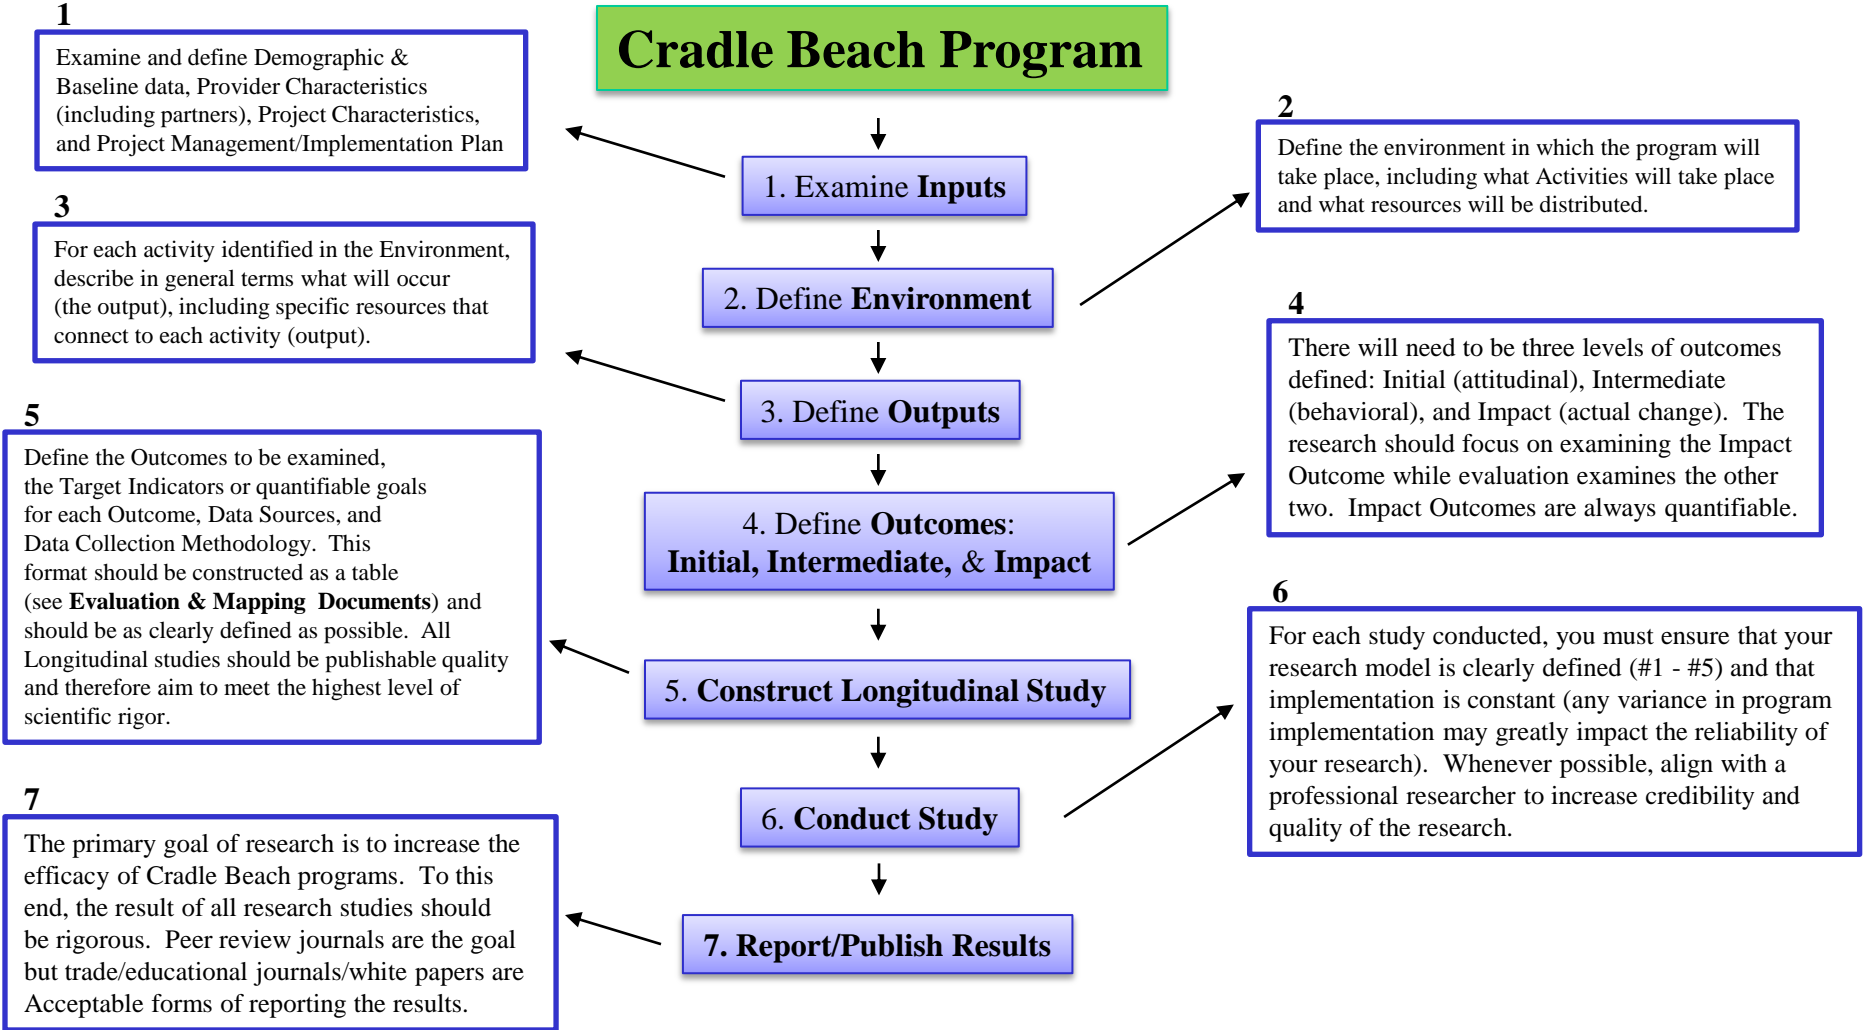 Cradle Beach Program
1
Examine and define Demographic &
Baseline data, Provider Characteristics
(including partners), Project Characteristics,
and Project Management/Implementation Plan
1. Examine Inputs
2
Define the environment in which the program will
take place, including what Activities will take place
and what resources will be distributed.
2. Define Environment
3
For each activity identified in the Environment,
describe in general terms what will occur
(the output), including specific resources that
connect to each activity (output).
3. Define Outputs
4
There will need to be three levels of outcomes
defined: Initial (attitudinal), Intermediate
(behavioral), and Impact (actual change). The
research should focus on examining the Impact
Outcome while evaluation examines the other
two. Impact Outcomes are always quantifiable.
4. Define Outcomes:
Initial, Intermediate, & Impact
5
Define the Outcomes to be examined,
the Target Indicators or quantifiable goals
for each Outcome, Data Sources, and
Data Collection Methodology. This
format should be constructed as a table
(see Evaluation & Mapping Documents) and
should be as clearly defined as possible. All
Longitudinal studies should be publishable quality
and therefore aim to meet the highest level of
scientific rigor.
5. Construct Longitudinal Study
6
For each study conducted, you must ensure that your
research model is clearly defined (#1 - #5) and that
implementation is constant (any variance in program
implementation may greatly impact the reliability of
your research). Whenever possible, align with a
professional researcher to increase credibility and
quality of the research.
6. Conduct Study
7
The primary goal of research is to increase the
efficacy of Cradle Beach programs. To this
end, the result of all research studies should
be rigorous. Peer review journals are the goal
but trade/educational journals/white papers are
Acceptable forms of reporting the results.
7. Report/Publish Results